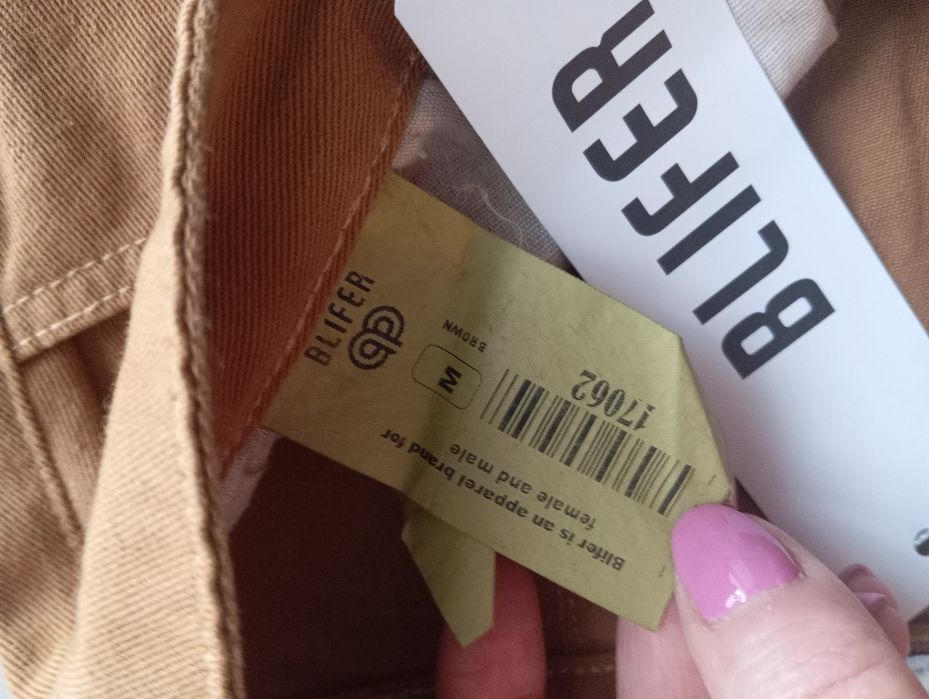 BLIFER
BLIFER
M
BROWN
17062
Blifer is an apparel brand for
female and male